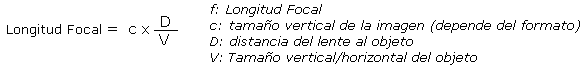 Longitud Focal = c x D/V
f: Longitud Focal
c: tamaño vertical de la imagen (depende del formato)
D: distancia del lente al objeto
V: Tamaño vertical/horizontal del objeto